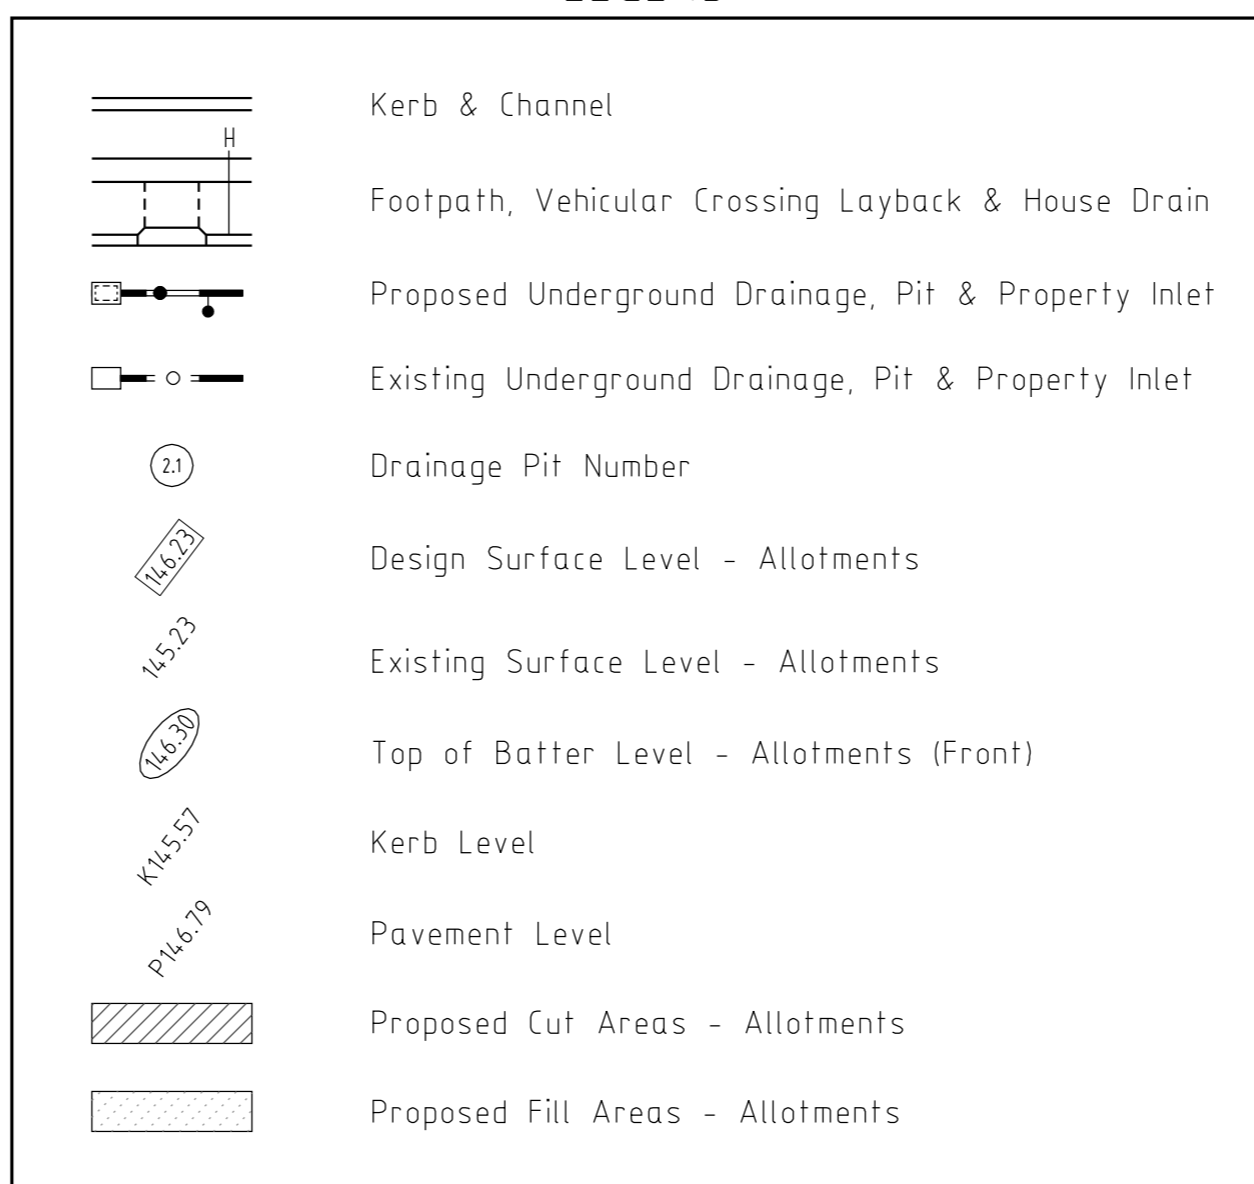 Kerb & Channel
H
Footpath, Vehicular Crossing Layback & House Drain
Proposed Underground Drainage, Pit & Property Inlet
Existing Underground Drainage, Pit & Property Inlet
2.1 Drainage Pit Number
146.23 Design Surface Level - Allotments
145.23 Existing Surface Level - Allotments
146.30 Top of Batter Level - Allotments (Front)
K145.57 Kerb Level
P146.79 Pavement Level
Proposed Cut Areas - Allotments
Proposed Fill Areas - Allotments